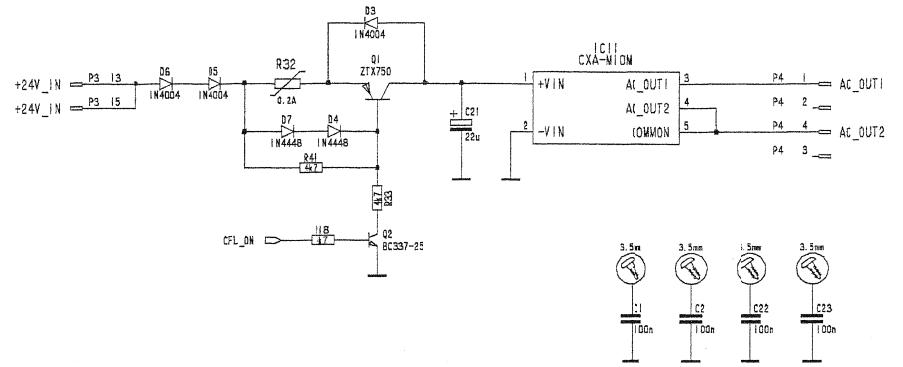 D3
1N4004
+24V_IN P3 13
+24V_IN P3 15
D6
1N4004
D5
1N4004
R32
0.2A
Q1
ZTX750
D7
1N4448
D4
1N4448
R41
4k7
4k7
R33
CFL_ON
Q2
BC337-25
+ C21
22u
IC11
CXA-M10M
1 +VIN
2 -VIN
AC_OUT1 3
AC_OUT2 4
COMMON 5
P4 1 AC_OUT1
P4 2
P4 4 AC_OUT2
P4 3
3.5mm
3.5mm
3.5mm
C2
100n
C22
100n
C23
100n
100n